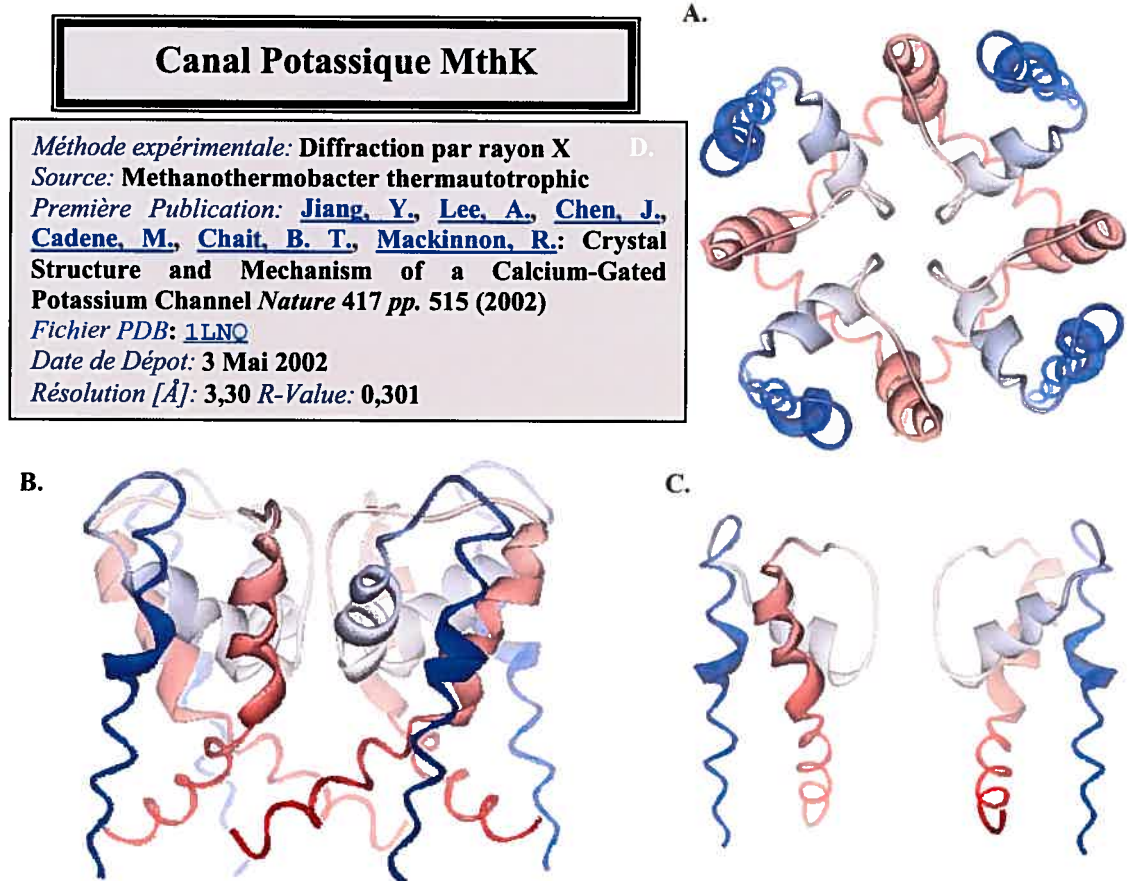 A.
Canal Potassique MthK
Méthode expérimentale: Diffraction par rayon X D.
Source: Methanothermobacter thermautotrophic
Première Publication: Jiang, Y., Lee, A., Chen, J.,
Cadene, M., Chait, B. T., Mackinnon, R.: Crystal
Structure and Mechanism of a Calcium-Gated
Potassium Channel Nature 417 pp. 515 (2002)
Fichier PDB: 1LNQ
Date de Dépot: 3 Mai 2002
Résolution [Å]: 3,30 R-Value: 0,301
B.
C.